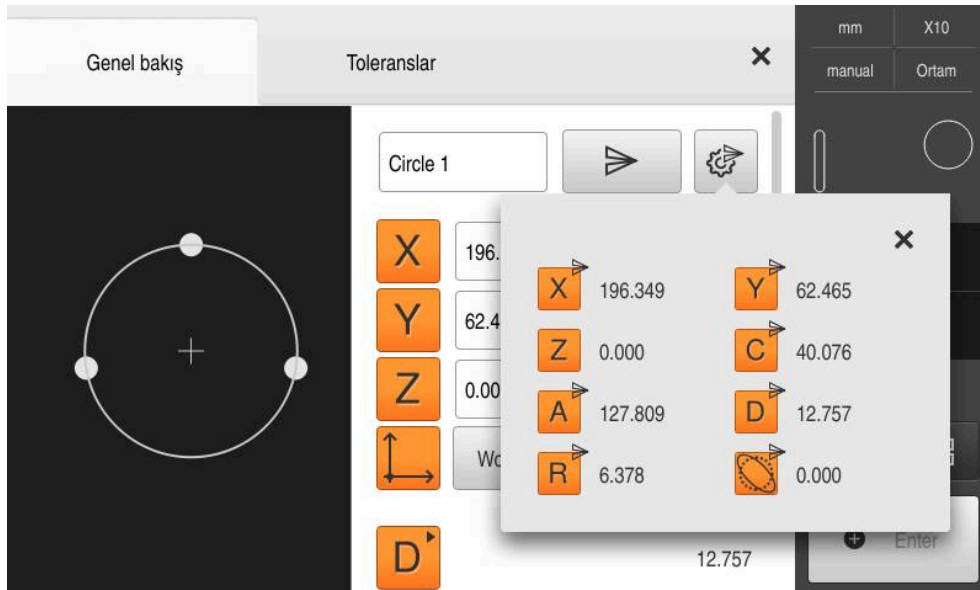 Genel bakış
Toleranslar
mm
X10
manual
Ortam
Circle 1
X 196.
Y 62.4
Z 0.00
Wo
D 12.757
X 196.349
Y 62.465
Z 0.000
C 40.076
A 127.809
D 12.757
R 6.378
0.000
Enter